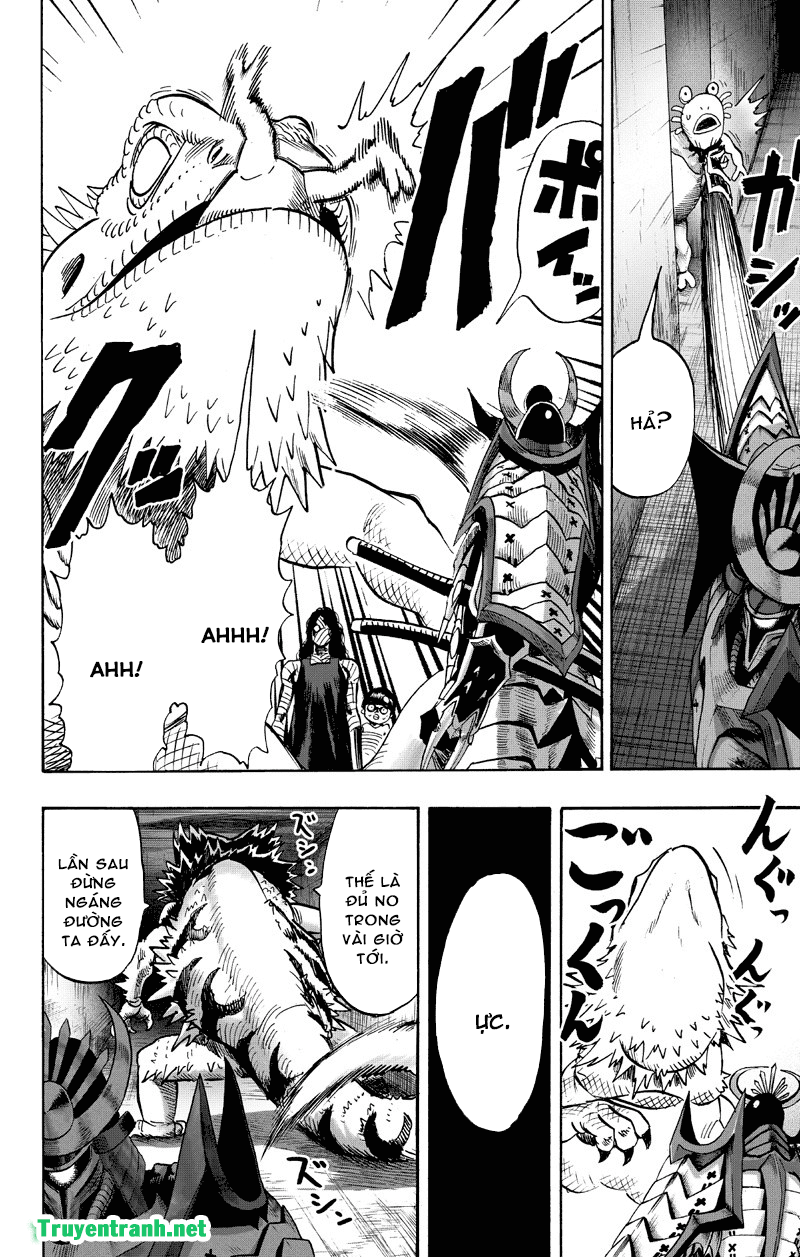 ガシッ
HẢ?
ポイッ
バクッ
AHHH!
AHH!
んぐっ
んぐっ
ごっくん
ỰC.
THẾ LÀ
ĐỦ NO
TRONG
VÀI GIỜ
TỚI.
ズシン
LẦN SAU
ĐỪNG
NGÁNG
ĐƯỜNG
TA ĐẤY.
ズシン
Truyentranh.net